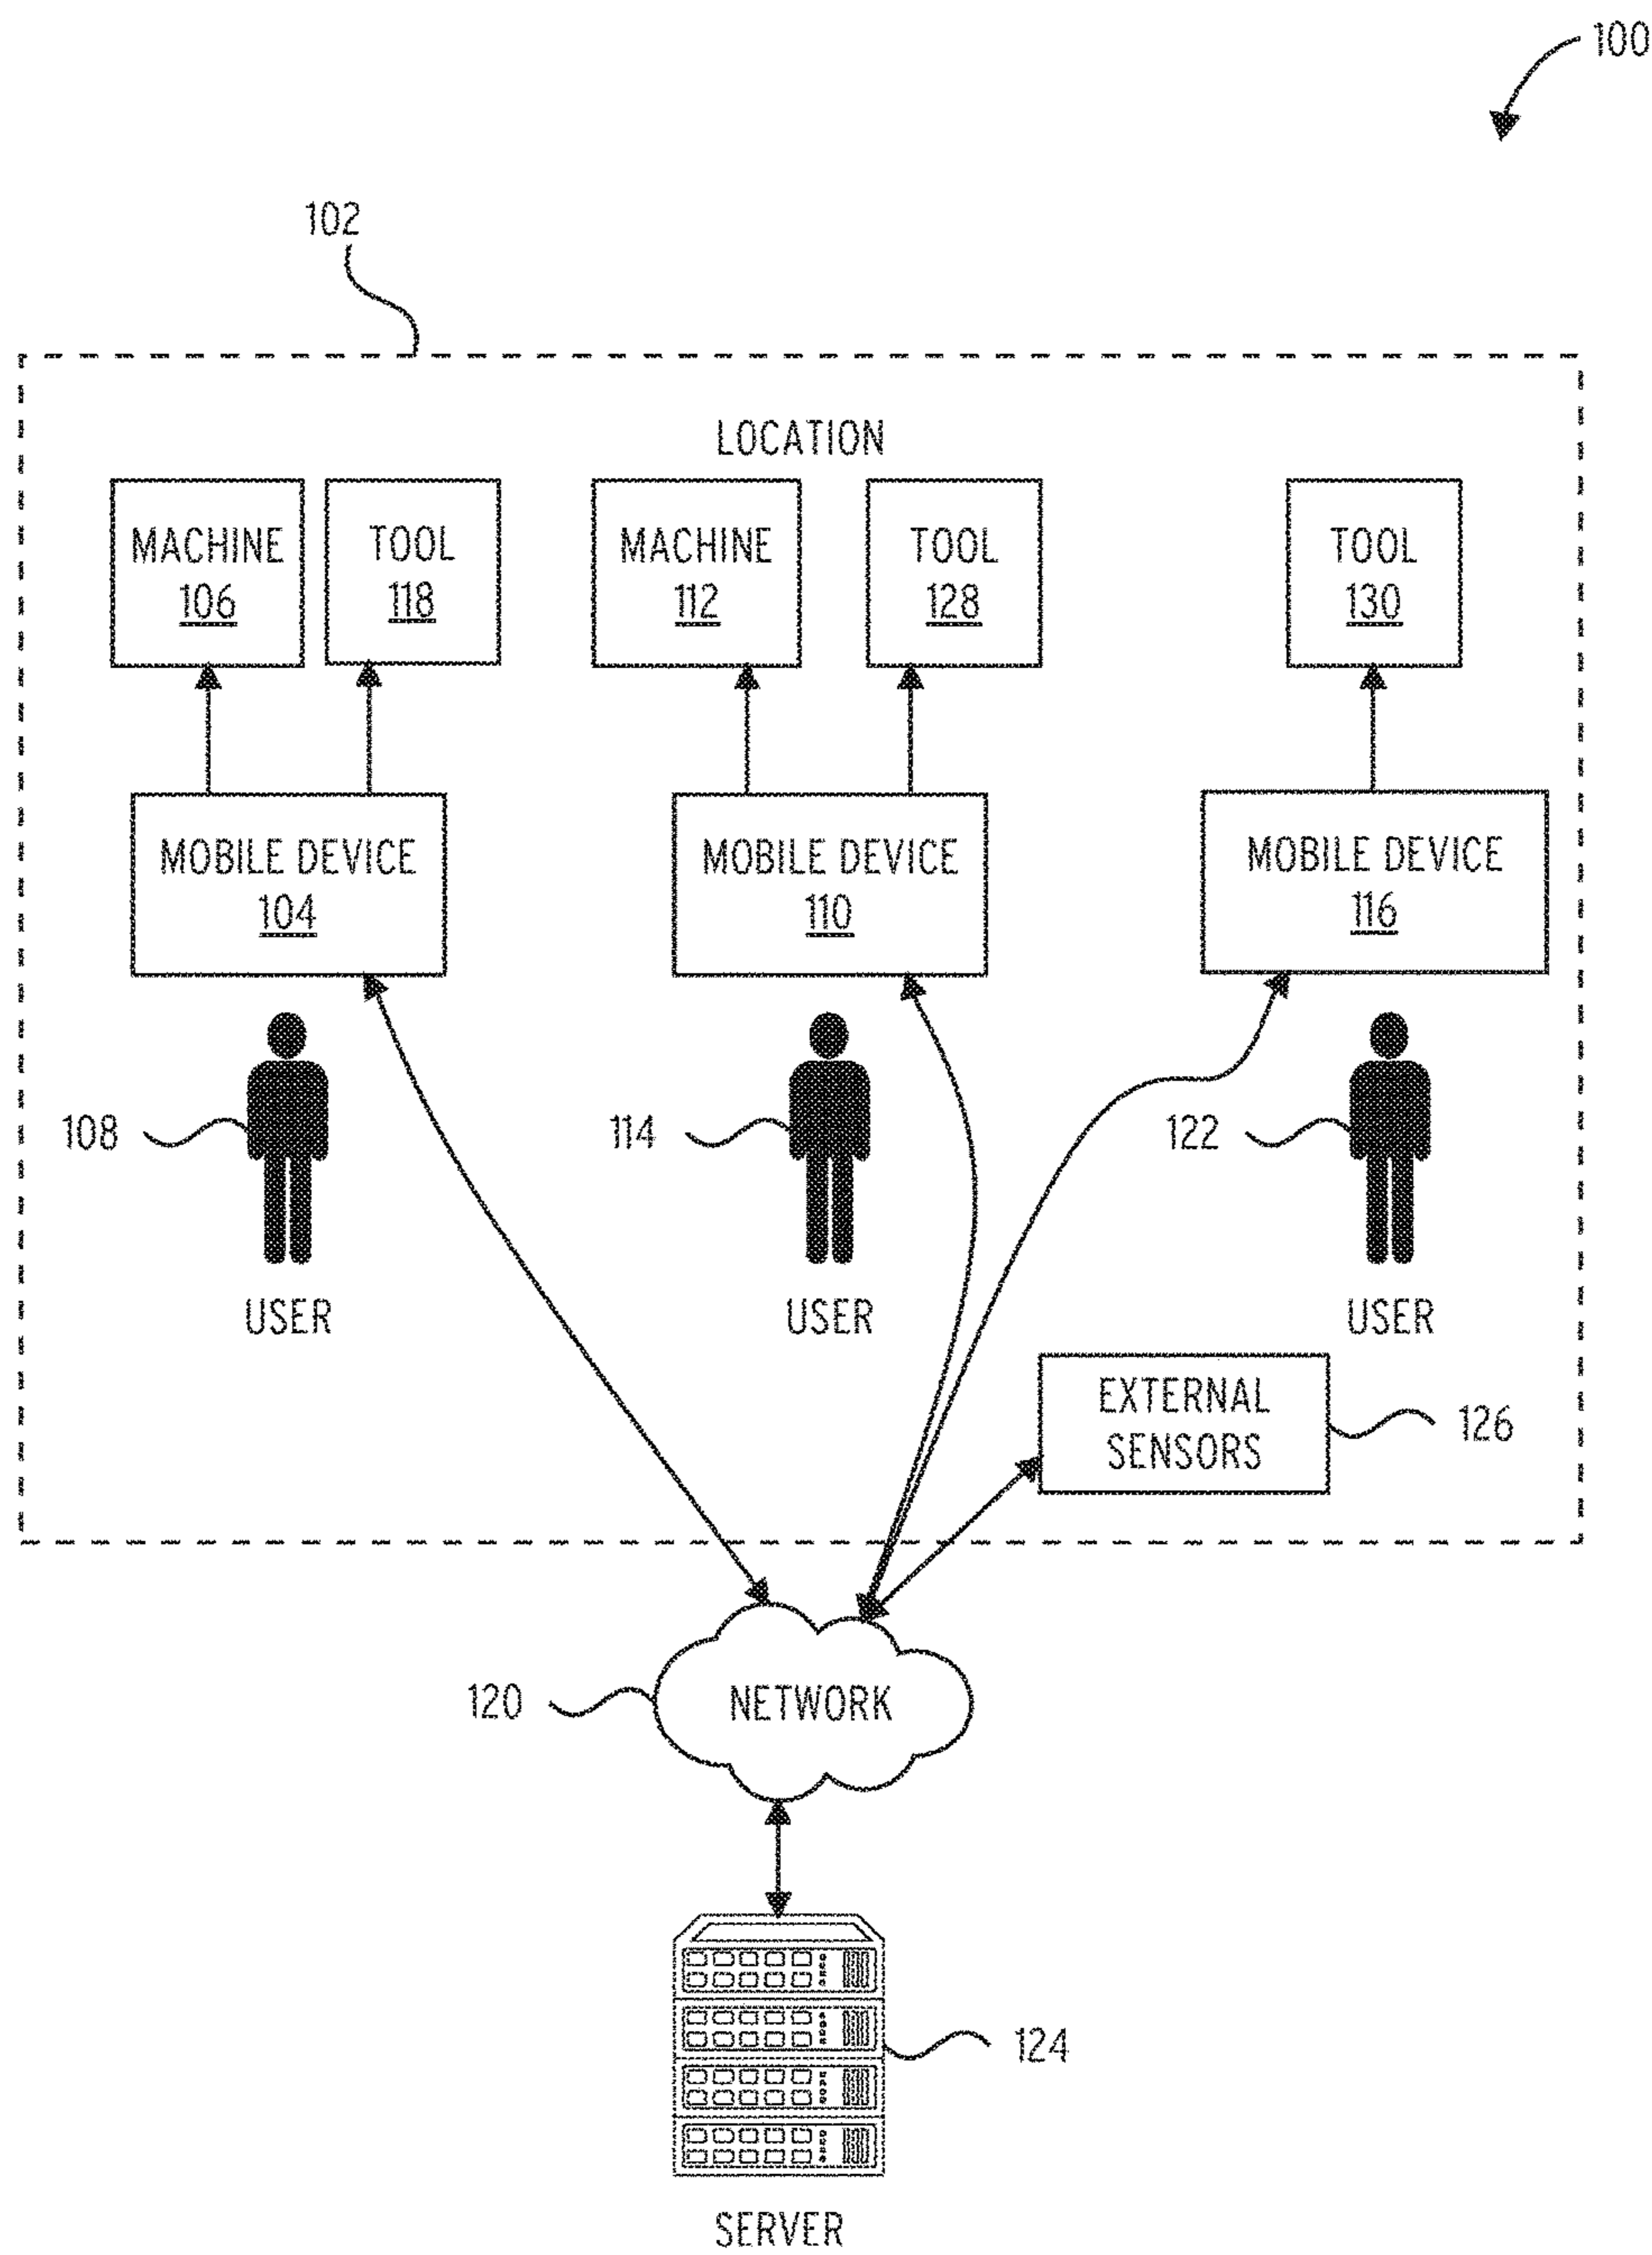 100
102
LOCATION
MACHINE
106
TOOL
118
MACHINE
112
TOOL
128
TOOL
130
MOBILE DEVICE
104
MOBILE DEVICE
110
MOBILE DEVICE
116
108
114
122
USER
USER
USER
EXTERNAL
SENSORS
126
120
NETWORK
124
SERVER